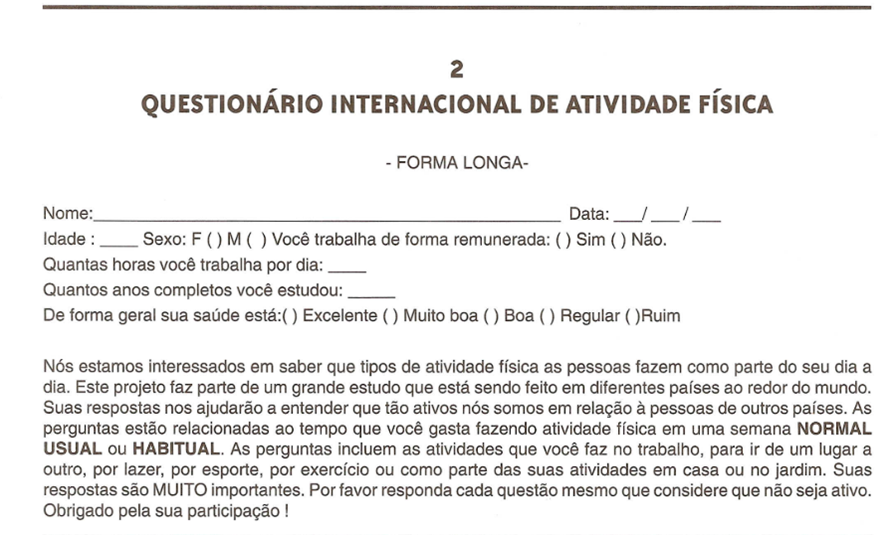 2
QUESTIONÁRIO INTERNACIONAL DE ATIVIDADE FÍSICA
- FORMA LONGA-
Nome:______________________________________________________ Data: ___/ ___ / ___
Idade : ____ Sexo: F ( ) M ( ) Você trabalha de forma remunerada: ( ) Sim ( ) Não.
Quantas horas você trabalha por dia: ____
Quantos anos completos você estudou: _____
De forma geral sua saúde está:( ) Excelente ( ) Muito boa ( ) Boa ( ) Regular ( )Ruim
Nós estamos interessados em saber que tipos de atividade física as pessoas fazem como parte do seu dia a
dia. Este projeto faz parte de um grande estudo que está sendo feito em diferentes países ao redor do mundo.
Suas respostas nos ajudarão a entender que tão ativos nós somos em relação à pessoas de outros países. As
perguntas estão relacionadas ao tempo que você gasta fazendo atividade física em uma semana NORMAL
USUAL ou HABITUAL. As perguntas incluem as atividades que você faz no trabalho, para ir de um lugar a
outro, por lazer, por esporte, por exercício ou como parte das suas atividades em casa ou no jardim. Suas
respostas são MUITO importantes. Por favor responda cada questão mesmo que considere que não seja ativo.
Obrigado pela sua participação !